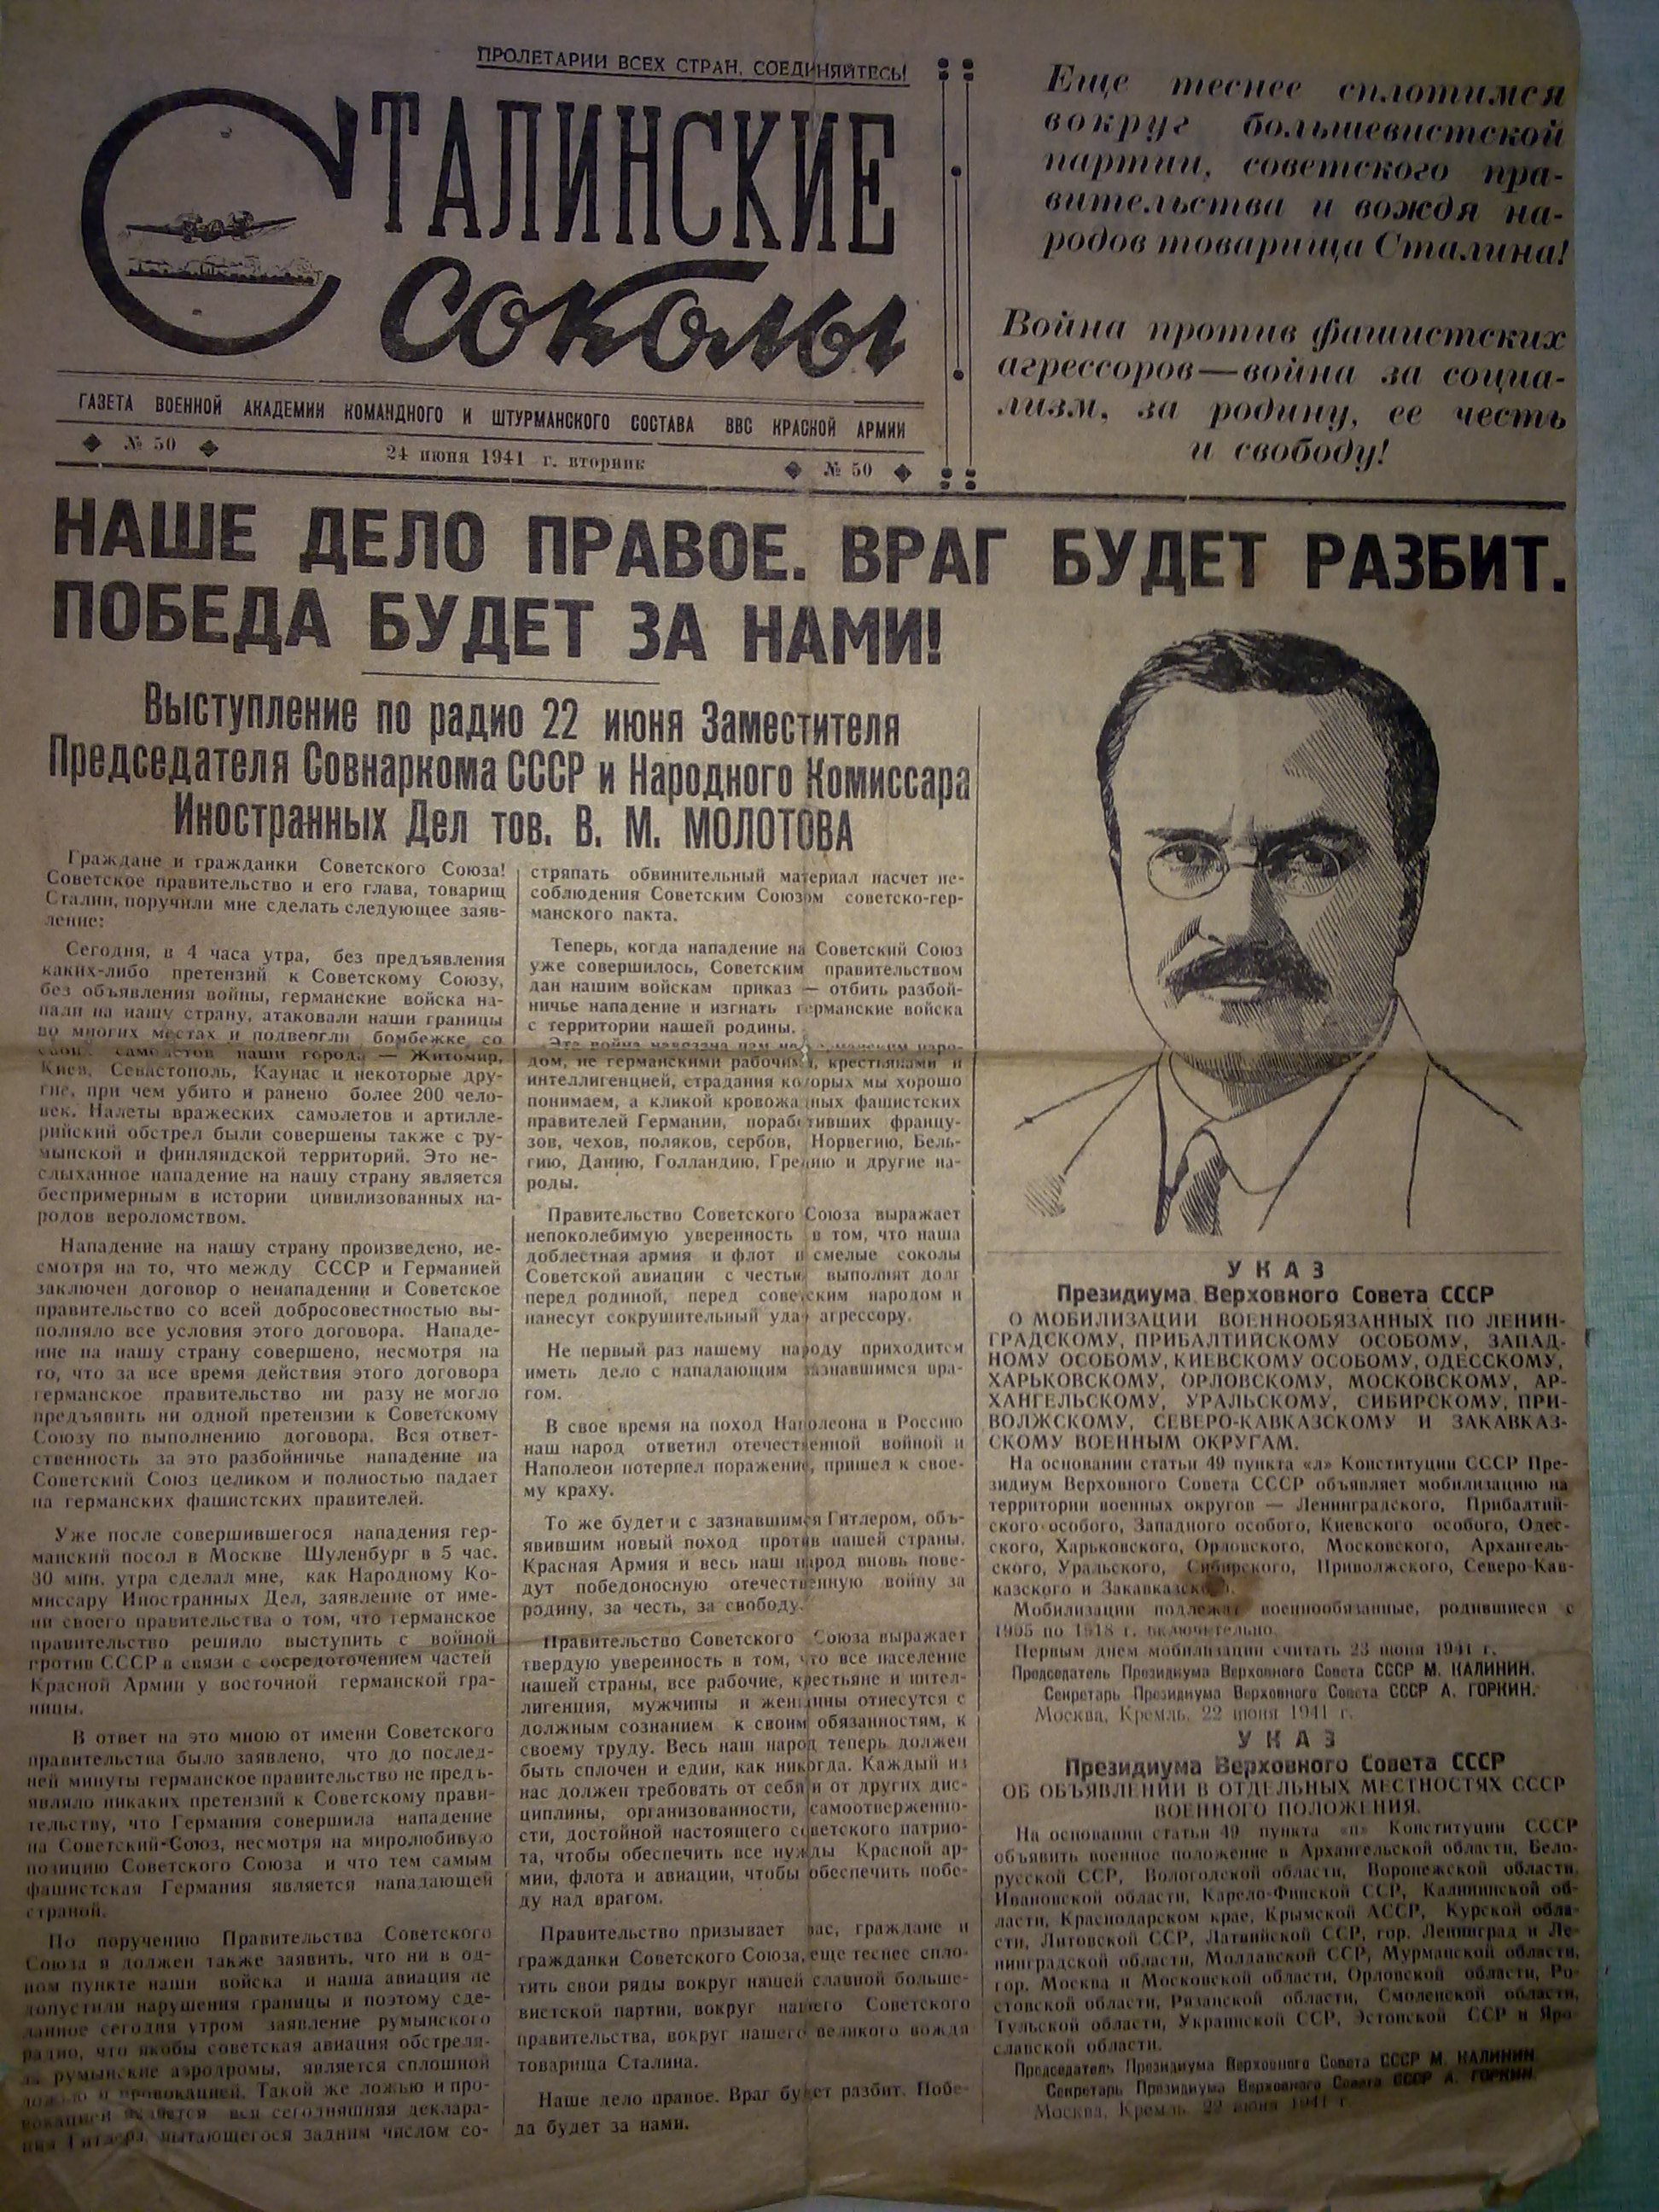 ПРОЛЕТАРИИ ВСЕХ СТРАН, СОЕДИНЯЙТЕСЬ!
СТАЛИНСКИЕ
Соколы
ГАЗЕТА ВОЕННОЙ АКАДЕМИИ КОМАНДНОГО И ШТУРМАНСКОГО СОСТАВА ВВС КРАСНОЙ АРМИИ
№ 50
24 июня 1941 г. вторник
№ 50
Еще теснее сплотимся
вокруг большевистской
партии, советского пра-
вительства и вождя на-
родов товарища Сталина!
Война против фашистских
агрессоров—война за социа-
лизм, за родину, ее честь
и свободу!
НАШЕ ДЕЛО ПРАВОЕ. ВРАГ БУДЕТ РАЗБИТ.
ПОБЕДА БУДЕТ ЗА НАМИ!
Выступление по радио 22 июня Заместителя
Председателя Совнаркома СССР и Народного Комиссара
Иностранных Дел тов. В. М. МОЛОТОВА
Граждане и гражданки Советского Союза!
Советское правительство и его глава, товарищ
Сталин, поручили мне сделать следующее заяв-
ление:
Сегодня, в 4 часа утра, без предъявления
каких-либо претензий к Советскому Союзу,
без объявления войны, германские войска на-
пали на нашу страну, атаковали наши границы
во многих местах и подвергли бомбежке со
своих самолетов наши города — Житомир,
Киев, Севастополь, Каунас и некоторые дру-
гие, при чем убито и ранено более 200 чело-
век. Налеты вражеских самолетов и артилле-
рийский обстрел были совершены также с ру-
мынской и финляндской территорий. Это не-
слыханное нападение на нашу страну является
беспримерным в истории цивилизованных на-
родов вероломством.
Нападение на нашу страну произведено, не-
смотря на то, что между СССР и Германией
заключен договор о ненападении и Советское
правительство со всей добросовестностью вы-
полняло все условия этого договора. Нападе-
ние на нашу страну совершено, несмотря на
то, что за все время действия этого договора
германское правительство ни разу не могло
предъявить ни одной претензии к Советскому
Союзу по выполнению договора. Вся ответ-
ственность за это разбойничье нападение на
Советский Союз целиком и полностью падает
на германских фашистских правителей.
Уже после совершившегося нападения гер-
манский посол в Москве Шуленбург в 5 час.
30 мин. утра сделал мне, как Народному Ко-
миссару Иностранных Дел, заявление от име-
ни своего правительства о том, что германское
правительство решило выступить с войной
против СССР в связи с сосредоточением частей
Красной Армии у восточной германской гра-
ницы.
В ответ на это мною от имени Советского
правительства было заявлено, что до послед-
ней минуты германское правительство не предъ-
являло никаких претензий к Советскому прави-
тельству, что Германия совершила нападение
на Советский Союз, несмотря на миролюбивую
позицию Советского Союза и что тем самым
фашистская Германия является нападающей
страной.
По поручению Правительства Советского
Союза я должен также заявить, что ни в од-
ном пункте наши войска и наша авиация не
допустили нарушения границы и поэтому сде-
ланное сегодня утром заявление румынского
радио, что якобы советская авиация обстреля-
ла румынские аэродромы, является сплошной
ложью и провокацией. Такой же ложью и про-
вокацией является вся сегодняшняя деклара-
ция Гитлера, пытающегося задним числом со-
стряпать обвинительный материал насчет не-
соблюдения Советским Союзом советско-гер-
манского пакта.
Теперь, когда нападение на Советский Союз
уже совершилось, Советским правительством
дан нашим войскам приказ — отбить разбой-
ничье нападение и изгнать германские войска
с территории нашей родины.
Эта война навязана нам не германским наро-
дом, не германскими рабочими, крестьянами и
интеллигенцией, страдания которых мы хорошо
понимаем, а кликой кровожадных фашистских
правителей Германии, поработивших францу-
зов, чехов, поляков, сербов, Норвегию, Бель-
гию, Данию, Голландию, Грецию и другие на-
роды.
Правительство Советского Союза выражает
непоколебимую уверенность в том, что наша
доблестная армия и флот и смелые соколы
Советской авиации с честью выполнят долг
перед родиной, перед советским народом и
нанесут сокрушительный удар агрессору.
Не первый раз нашему народу приходится
иметь дело с нападающим зазнавшимся вра-
гом.
В свое время на поход Наполеона в Россию
наш народ ответил отечественной войной и
Наполеон потерпел поражение, пришел к свое-
му краху.
То же будет и с зазнавшимся Гитлером, объ-
явившим новый поход против нашей страны.
Красная Армия и весь наш народ вновь пове-
дут победоносную отечественную войну за
родину, за честь, за свободу.
Правительство Советского Союза выражает
твердую уверенность в том, что все население
нашей страны, все рабочие, крестьяне и интел-
лигенция, мужчины и женщины отнесутся с
должным сознанием к своим обязанностям, к
своему труду. Весь наш народ теперь должен
быть сплочен и един, как никогда. Каждый из
нас должен требовать от себя и от других дис-
циплины, организованности, самоотверженно-
сти, достойной настоящего советского патрио-
та, чтобы обеспечить все нужды Красной ар-
мии, флота и авиации, чтобы обеспечить побе-
ду над врагом.
Правительство призывает вас, граждане и
гражданки Советского Союза, еще теснее спло-
тить свои ряды вокруг нашей славной больше-
вистской партии, вокруг нашего Советского
правительства, вокруг нашего великого вождя
товарища Сталина.
Наше дело правое. Враг будет разбит. Побе-
да будет за нами.
УКАЗ
Президиума Верховного Совета СССР
О МОБИЛИЗАЦИИ ВОЕННООБЯЗАННЫХ ПО ЛЕНИН-
ГРАДСКОМУ, ПРИБАЛТИЙСКОМУ ОСОБОМУ, ЗАПАД-
НОМУ ОСОБОМУ, КИЕВСКОМУ ОСОБОМУ, ОДЕССКОМУ,
ХАРЬКОВСКОМУ, ОРЛОВСКОМУ, МОСКОВСКОМУ, АР-
ХАНГЕЛЬСКОМУ, УРАЛЬСКОМУ, СИБИРСКОМУ, ПРИ-
ВОЛЖСКОМУ, СЕВЕРО-КАВКАЗСКОМУ И ЗАКАВКАЗ-
СКОМУ ВОЕННЫМ ОКРУГАМ.
На основании статьи 49 пункта «л» Конституции СССР Пре-
зидиум Верховного Совета СССР объявляет мобилизацию на
территории военных округов — Ленинградского, Прибалтий-
ского особого, Западного особого, Киевского особого, Одес-
ского, Харьковского, Орловского, Московского, Архангель-
ского, Уральского, Сибирского, Приволжского, Северо-Кав-
казского и Закавказского.
Мобилизации подлежат военнообязанные, родившиеся с
1905 по 1918 г. включительно.
Первым днем мобилизации считать 23 июня 1941 г.
Председатель Президиума Верховного Совета СССР М. КАЛИНИН.
Секретарь Президиума Верховного Совета СССР А. ГОРКИН.
Москва, Кремль. 22 июня 1941 г.
УКАЗ
Президиума Верховного Совета СССР
ОБ ОБЪЯВЛЕНИИ В ОТДЕЛЬНЫХ МЕСТНОСТЯХ СССР
ВОЕННОГО ПОЛОЖЕНИЯ.
На основании статьи 49 пункта «п» Конституции СССР
объявить военное положение в Архангельской области, Бело-
русской ССР, Вологодской области, Воронежской области,
Ивановской области, Карело-Финской ССР, Калининской об-
ласти, Краснодарском крае, Крымской АССР, Курской обла-
сти, Литовской ССР, Латвийской ССР, гор. Ленинград и Ле-
нинградской области, Молдавской ССР, Мурманской области,
гор. Москва и Московской области, Орловской области, Ро-
стовской области, Рязанской области, Смоленской области,
Тульской области, Украинской ССР, Эстонской ССР и Яро-
славской области.
Председатель Президиума Верховного Совета СССР М. КАЛИНИН.
Секретарь Президиума Верховного Совета СССР А. ГОРКИН.
Москва, Кремль. 22 июня 1941 г.